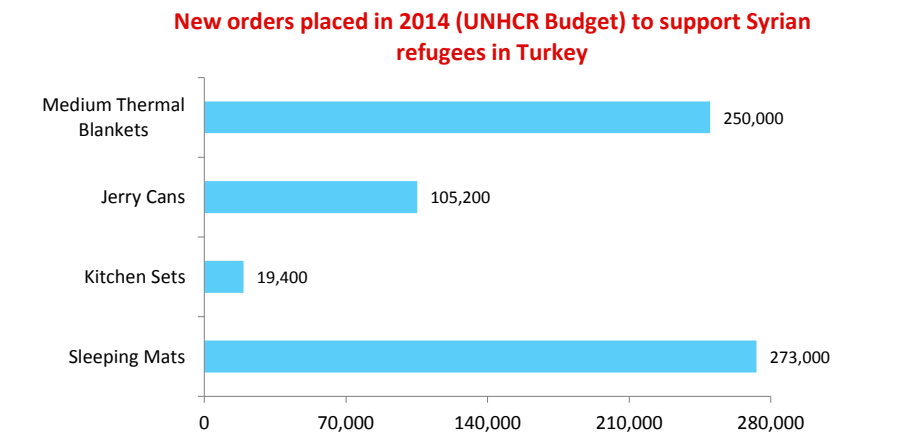 New orders placed in 2014 (UNHCR Budget) to support Syrian
refugees in Turkey
Medium Thermal
Blankets
250,000
Jerry Cans
105,200
Kitchen Sets
19,400
Sleeping Mats
273,000
0
70,000
140,000
210,000
280,000